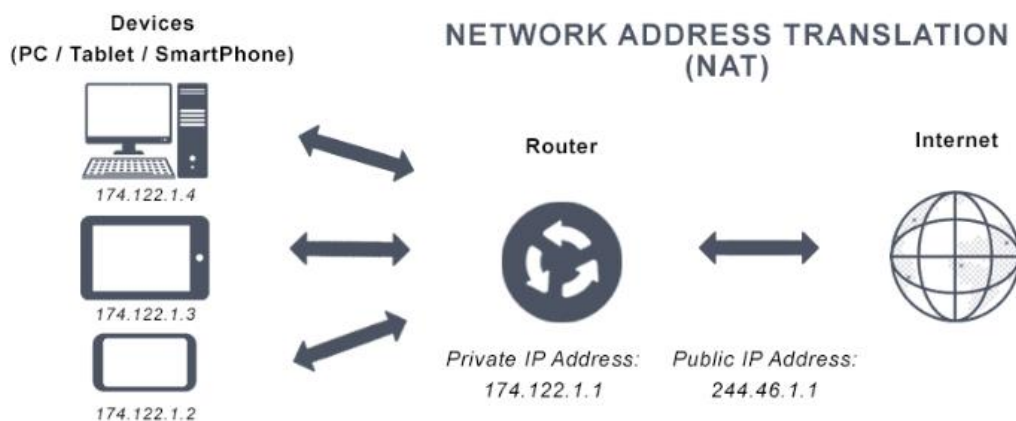 Devices
(PC / Tablet / SmartPhone)
NETWORK ADDRESS TRANSLATION
(NAT)
174.122.1.4
174.122.1.3
174.122.1.2
Router
Private IP Address:
174.122.1.1
Public IP Address:
244.46.1.1
Internet